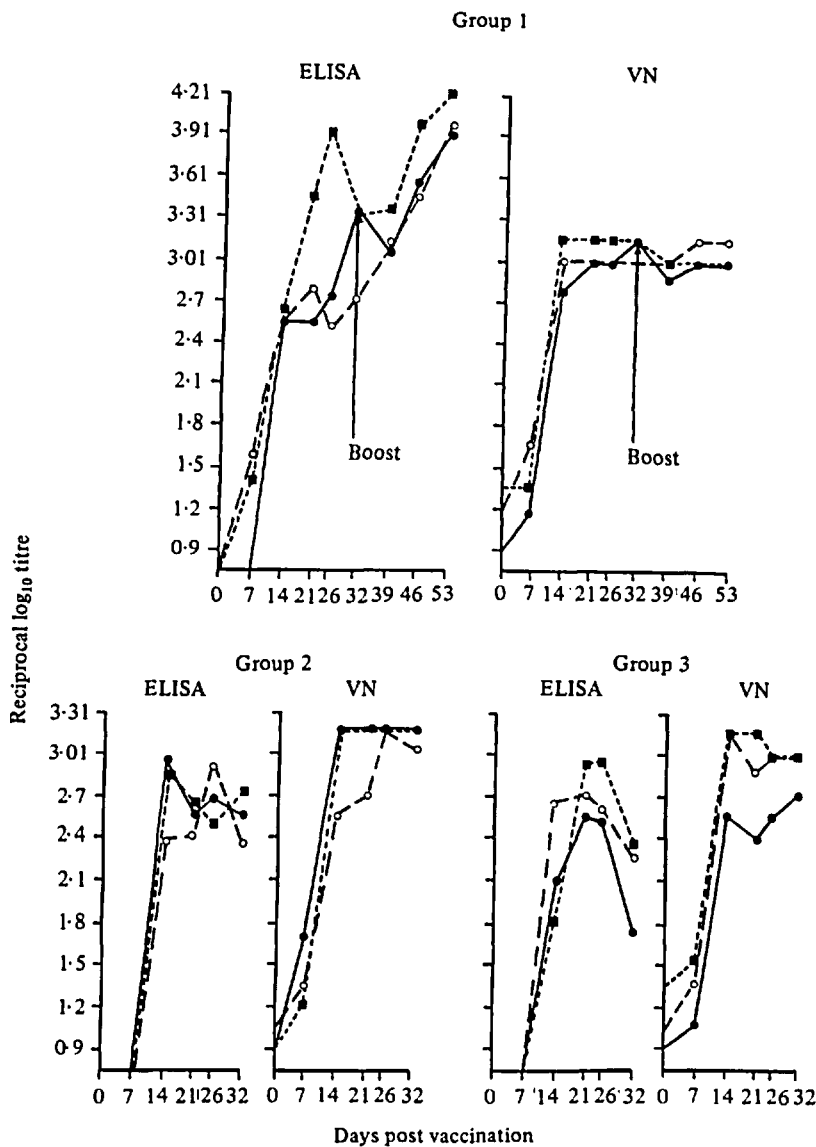 Group 1
ELISA
VN
4·21
3·91
3·61
3·31
3·01
2·7
2·4
2·1
1·8
1·5
1·2
0·9
Boost
Boost
0 7 14 21 26 32 39 46 53
0 7 14 21 26 32 39 46 53
Reciprocal log₁₀ titre
Group 2
Group 3
ELISA
VN
ELISA
VN
3·31
3·01
2·7
2·4
2·1
1·8
1·5
1·2
0·9
0 7 14 21 26 32
0 7 14 21 26 32
0 7 14 21 26 32
0 7 14 21 26 32
Days post vaccination